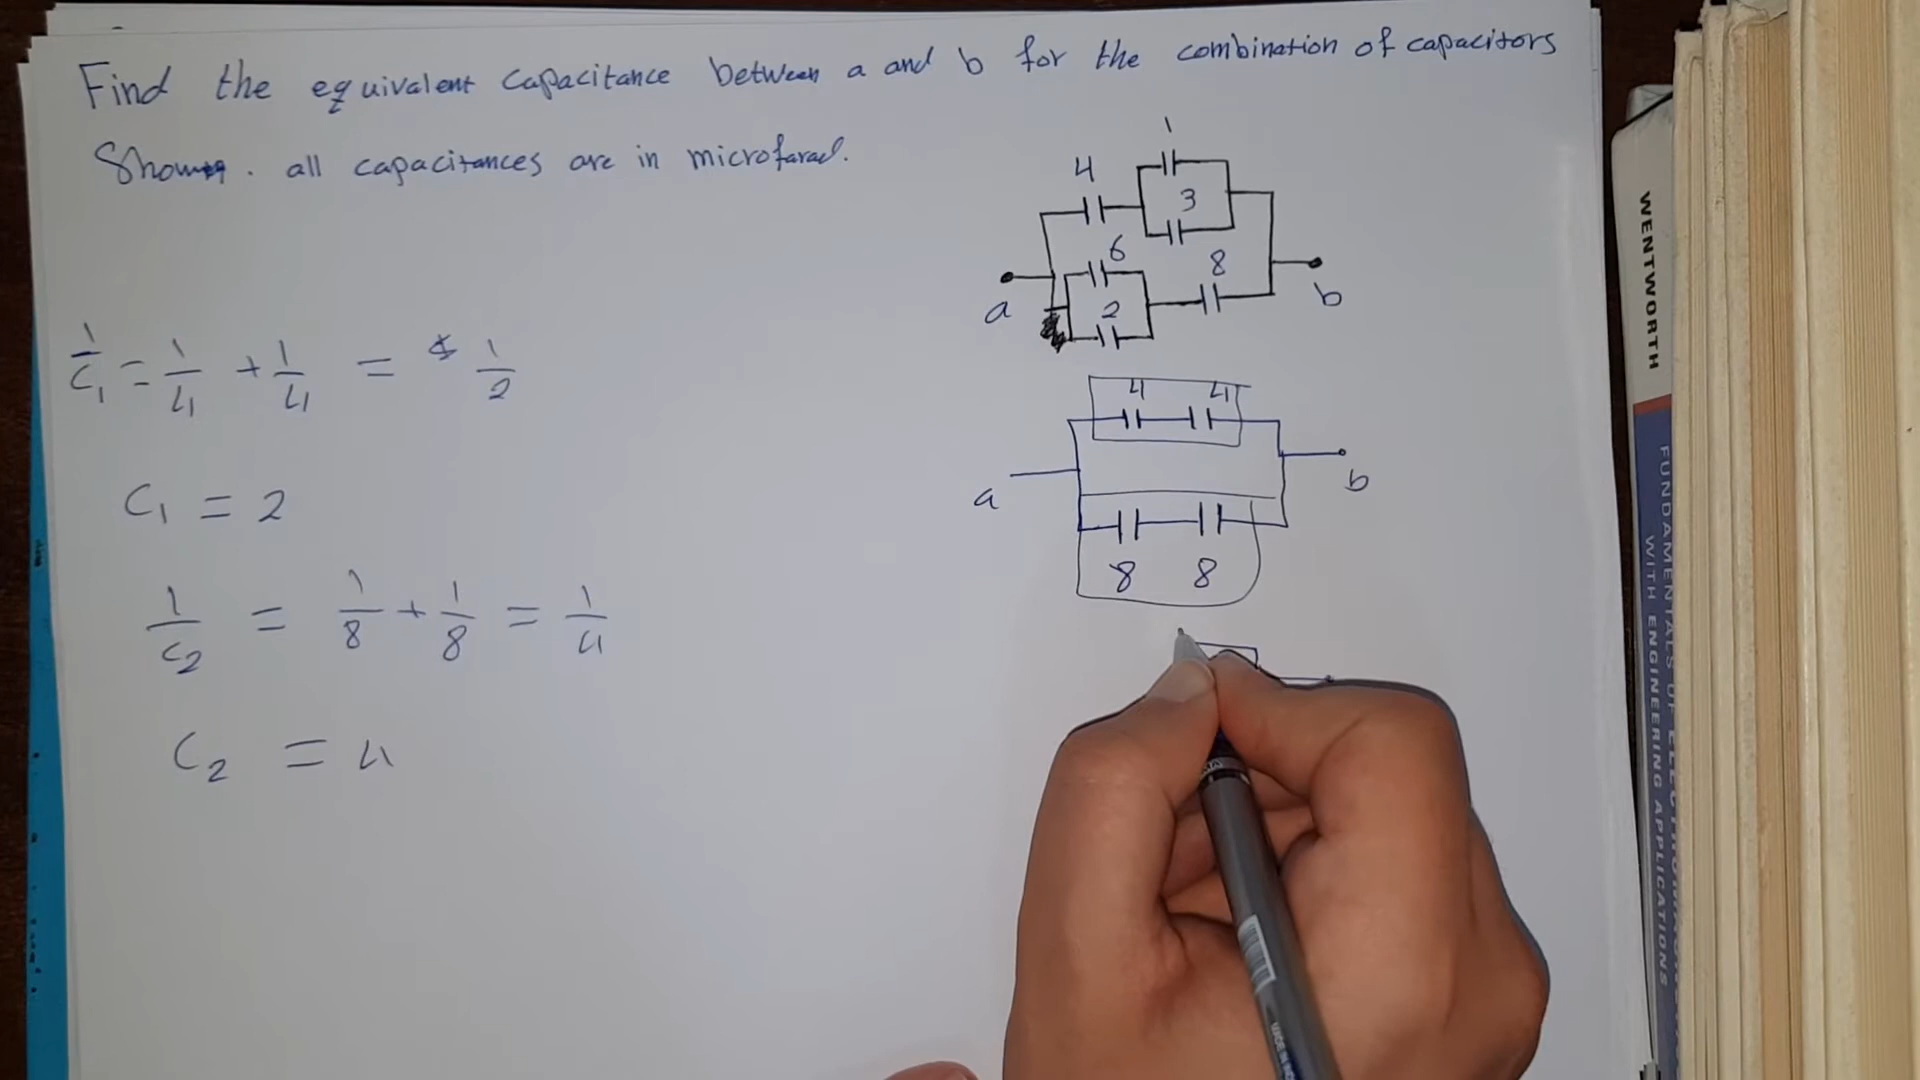 Find the equivalent capacitance between a and b for the combination of capacitors
Shown. all capacitances are in microfarad.
1
4
3
6
8
a
2
b
1/C1 = 1/4 + 1/4 = 1/2
4 4
C1 = 2
a
b
8 8
1/C2 = 1/8 + 1/8 = 1/4
C2 = 4
WENTWORTH
FUNDAMENTALS OF
WITH ENGINEERING APPLICATIONS